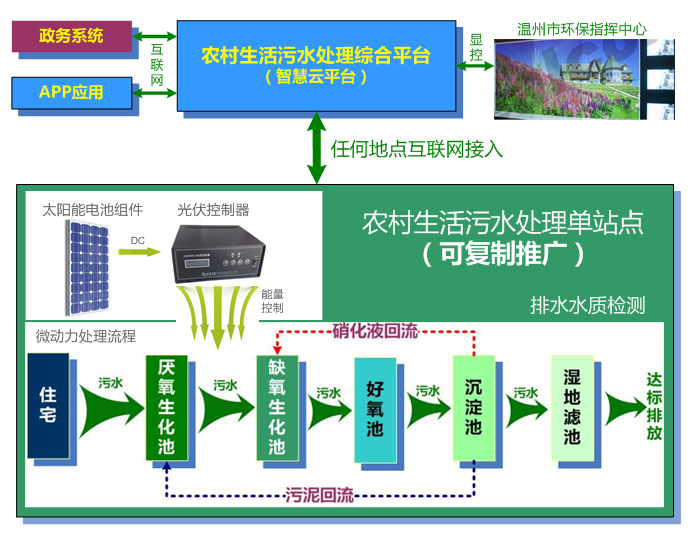 政务系统
互联网
APP应用
农村生活污水处理综合平台
（智慧云平台）
显控
温州市环保指挥中心
任何地点互联网接入
太阳能电池组件
光伏控制器
DC
能量
控制
农村生活污水处理单站点
（可复制推广）
排水水质检测
微动力处理流程
硝化液回流
住宅
污水
厌氧生化池
污水
缺氧生化池
污水
好氧池
污水
沉淀池
污水
湿地滤池
达标排放
污泥回流